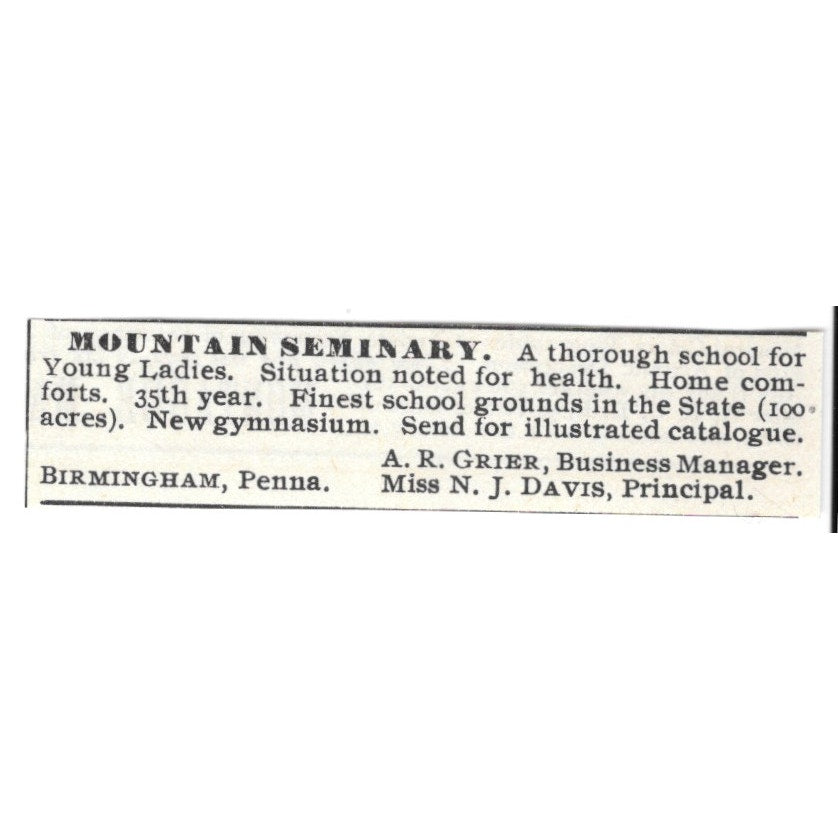 MOUNTAIN SEMINARY. A thorough school for
Young Ladies. Situation noted for health. Home com-
forts. 35th year. Finest school grounds in the State (100
acres). New gymnasium. Send for illustrated catalogue.
A. R. GRIER, Business Manager.
BIRMINGHAM, Penna. Miss N. J. DAVIS, Principal.